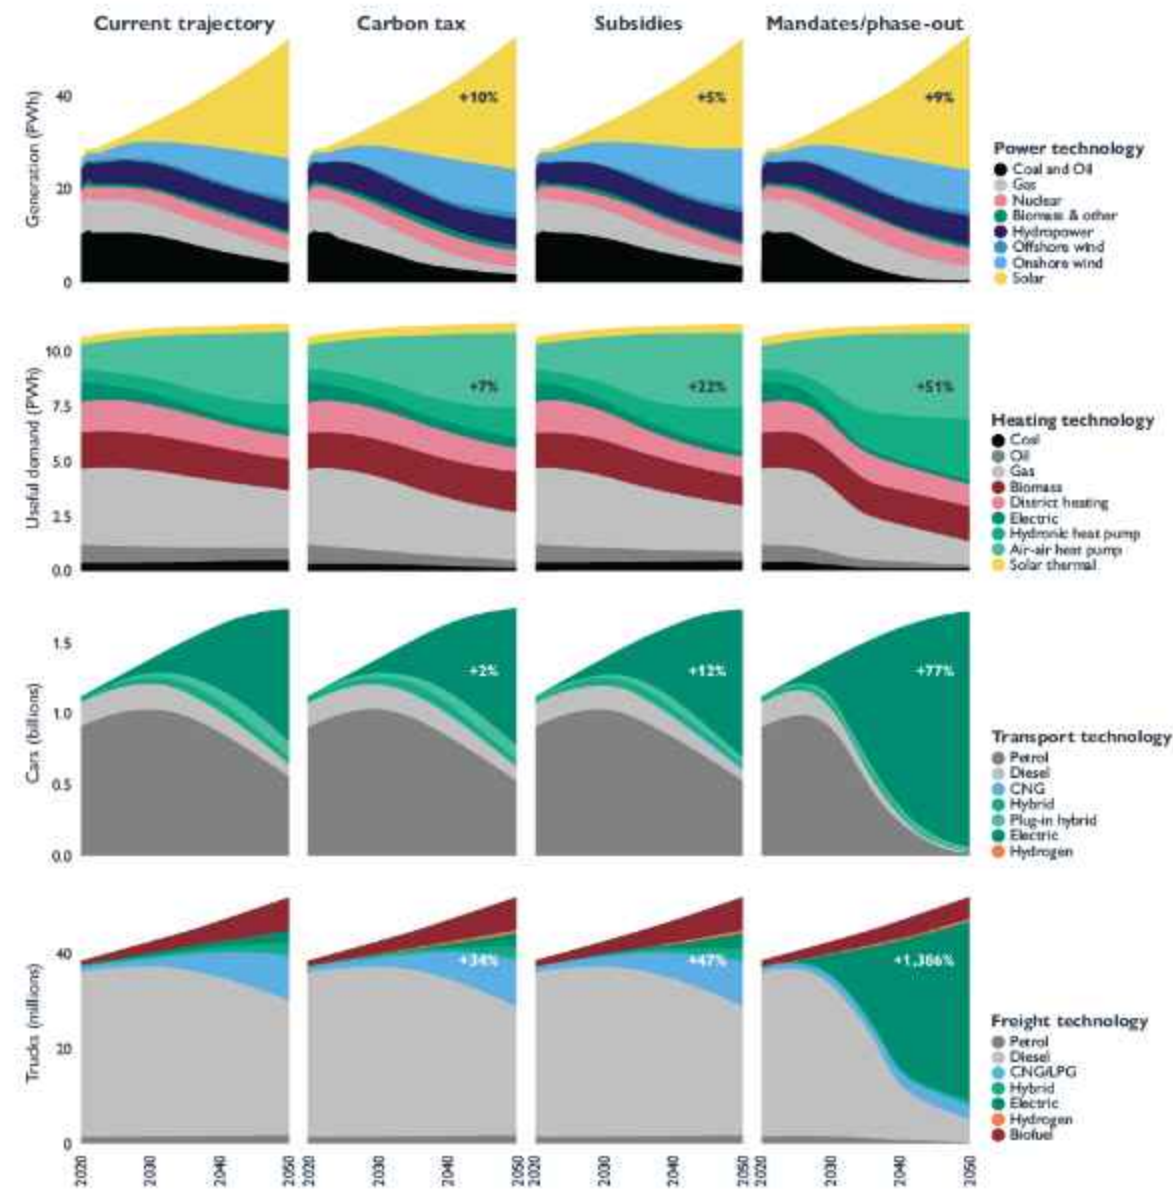 Current trajectory
Carbon tax
Subsidies
Mandates/phase-out
Generation (PWh)
40
20
0
+10%
+5%
+9%
Power technology
Coal and Oil
Gas
Nuclear
Biomass & other
Hydropower
Offshore wind
Onshore wind
Solar
Useful demand (PWh)
10.0
7.5
5.0
2.5
0.0
+7%
+22%
+51%
Heating technology
Coal
Oil
Gas
Biomass
District heating
Electric
Hydronic heat pump
Air-air heat pump
Solar thermal
Cars (billions)
1.5
1.0
0.5
0.0
+2%
+12%
+77%
Transport technology
Petrol
Diesel
CNG
Hybrid
Plug-in hybrid
Electric
Hydrogen
Trucks (millions)
40
20
0
+34%
+47%
+1,366%
Freight technology
Petrol
Diesel
CNG/LPG
Hybrid
Electric
Hydrogen
Biofuel
2020
2030
2040
2050
2020
2030
2040
2050
2020
2030
2040
2050
2020
2030
2040
2050